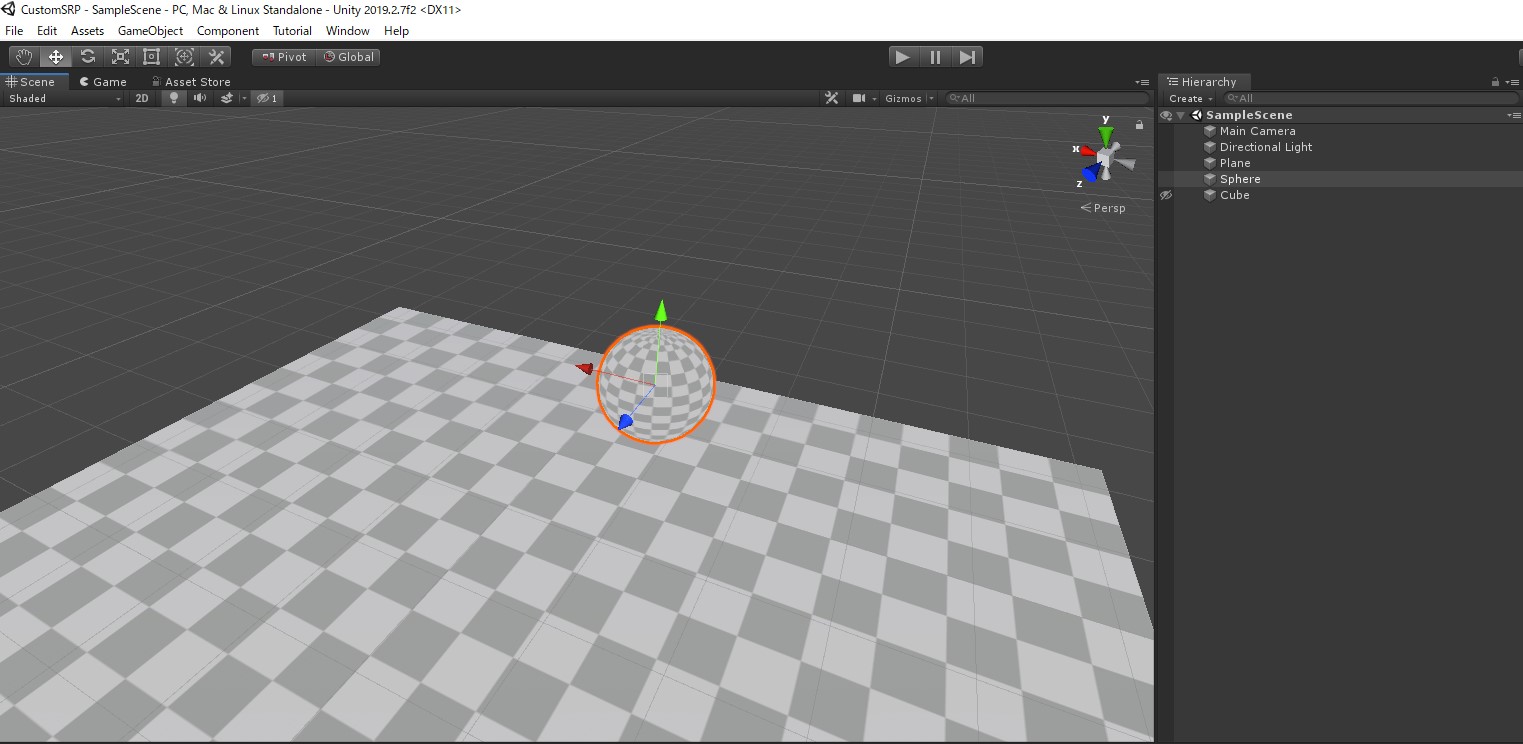 CustomSRP - SampleScene - PC, Mac & Linux Standalone - Unity 2019.2.7f2 <DX11>
File Edit Assets GameObject Component Tutorial Window Help
Pivot Global
Scene Game Asset Store
Shaded 2D 1 Gizmos All
y
x
z
Persp
Hierarchy
Create All
SampleScene
Main Camera
Directional Light
Plane
Sphere
Cube